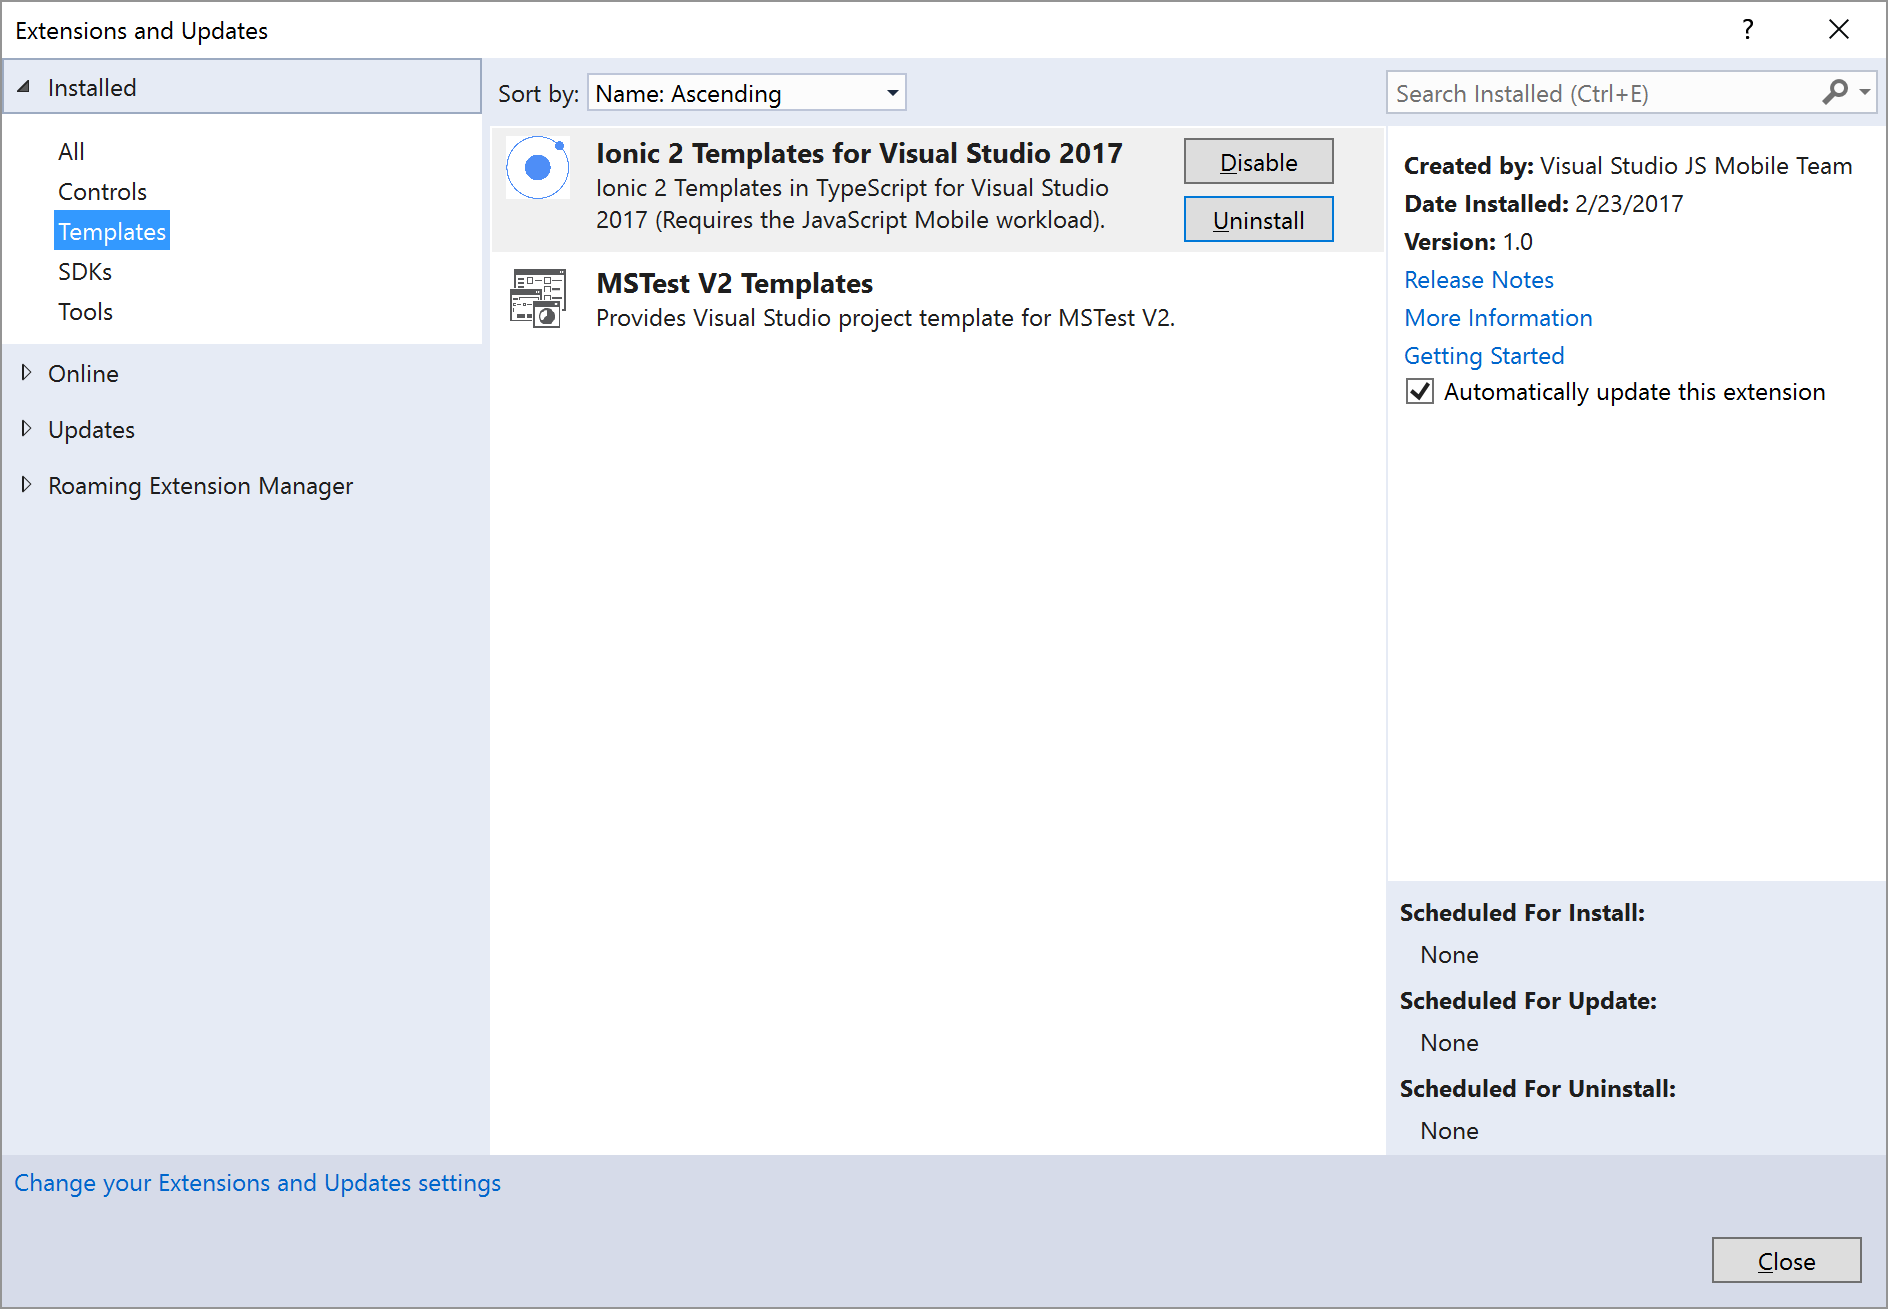 Extensions and Updates
?
Installed
All
Controls
Templates
SDKs
Tools
Online
Updates
Roaming Extension Manager
Sort by: Name: Ascending
Ionic 2 Templates for Visual Studio 2017
Ionic 2 Templates in TypeScript for Visual Studio
2017 (Requires the JavaScript Mobile workload).
Disable
Uninstall
MSTest V2 Templates
Provides Visual Studio project template for MSTest V2.
Search Installed (Ctrl+E)
Created by: Visual Studio JS Mobile Team
Date Installed: 2/23/2017
Version: 1.0
Release Notes
More Information
Getting Started
Automatically update this extension
Scheduled For Install:
None
Scheduled For Update:
None
Scheduled For Uninstall:
None
Change your Extensions and Updates settings
Close